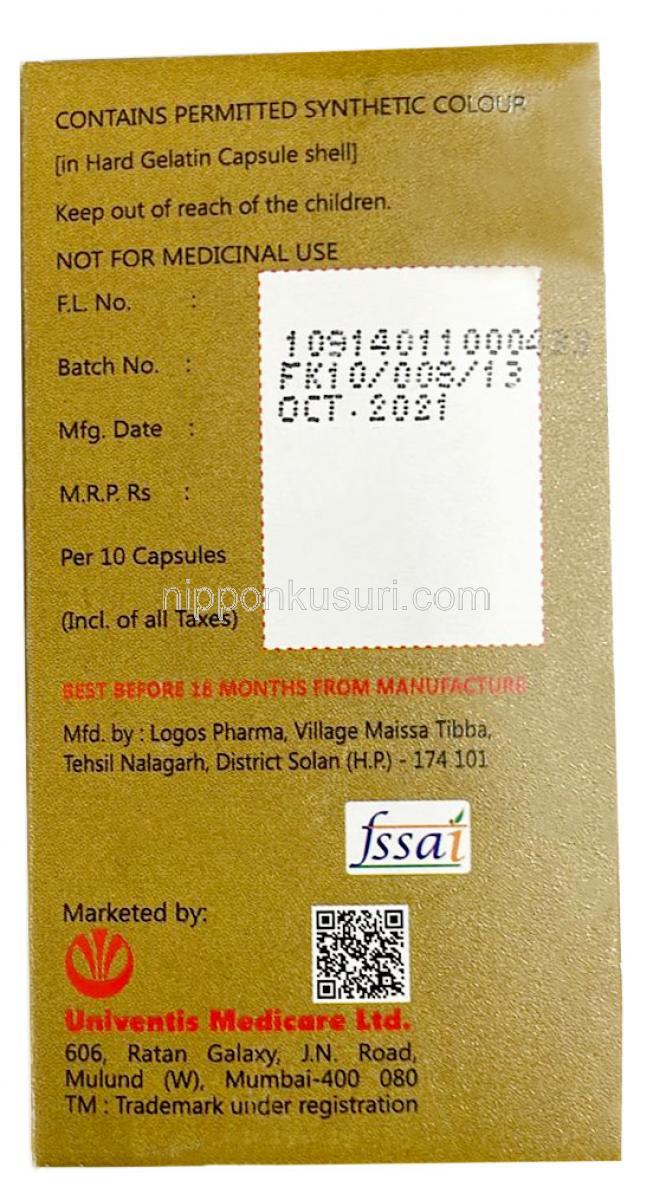 CONTAINS PERMITTED SYNTHETIC COLOUR
[in Hard Gelatin Capsule shell]
Keep out of reach of the children.
NOT FOR MEDICINAL USE
F.L. No. :
Batch No. :
Mfg. Date :
M.R.P. Rs :
Per 10 Capsules
(Incl. of all Taxes)
FK10/008/13
OCT.2021
nipponkusuri.com
BEST BEFORE 18 MONTHS FROM MANUFACTURE
Mfd. by : Logos Pharma, Village Maissa Tibba,
Tehsil Nalagarh, District Solan (H.P.) - 174 101
fssai
Marketed by:
Univentis Medicare Ltd.
606, Ratan Galaxy, J.N. Road,
Mulund (W), Mumbai-400 080
TM : Trademark under registration